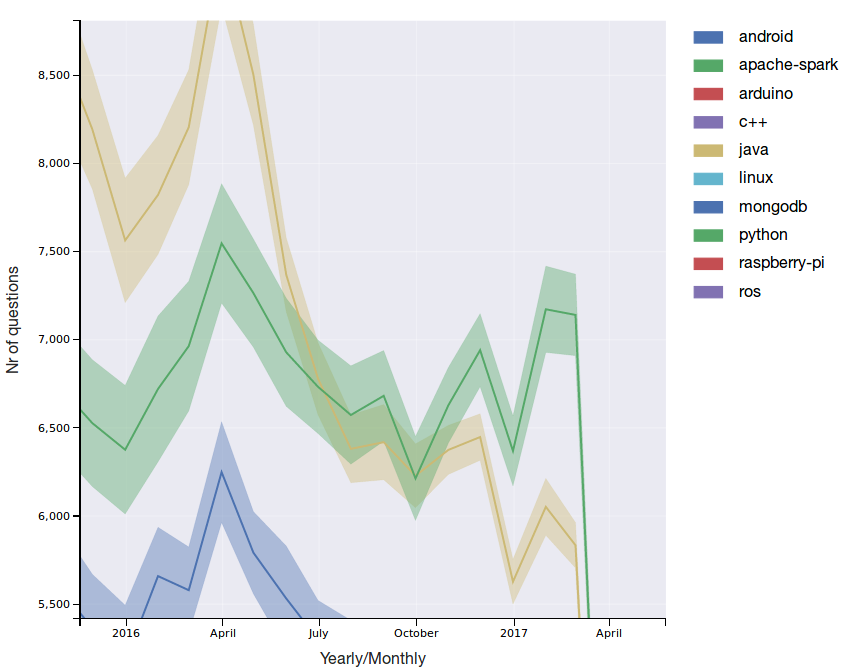 8,500
8,000
7,500
7,000
6,500
6,000
5,500
Nr of questions
2016 April July October 2017 April
Yearly/Monthly
android
apache-spark
arduino
c++
java
linux
mongodb
python
raspberry-pi
ros